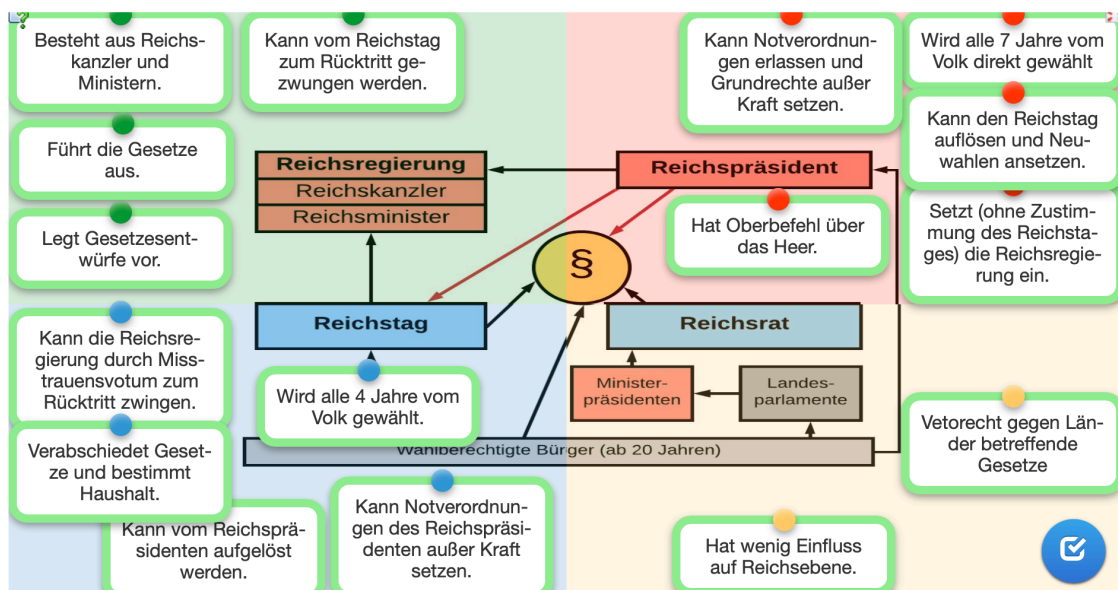 Besteht aus Reichs-
kanzler und
Ministern.
Kann vom Reichstag
zum Rücktritt ge-
zwungen werden.
Kann Notverordnun-
gen erlassen und
Grundrechte außer
Kraft setzen.
Wird alle 7 Jahre vom
Volk direkt gewählt
Kann den Reichstag
auflösen und Neu-
wahlen ansetzen.
Führt die Gesetze
aus.
Reichsregierung
Reichskanzler
Reichsminister
Reichspräsident
Legt Gesetzesent-
würfe vor.
Hat Oberbefehl über
das Heer.
Setzt (ohne Zustim-
mung des Reichsta-
ges) die Reichsregie-
rung ein.
§
Reichstag
Reichsrat
Kann die Reichsre-
gierung durch Miss-
trauensvotum zum
Rücktritt zwingen.
Wird alle 4 Jahre vom
Volk gewählt.
Minister-
präsidenten
Landes-
parlamente
Verabschiedet Geset-
ze und bestimmt
Haushalt.
Wahlberechtigte Bürger (ab 20 Jahren)
Vetorecht gegen Län-
der betreffende
Gesetze
Kann vom Reichsprä-
sidenten aufgelöst
werden.
Kann Notverordnun-
gen des Reichspräsi-
denten außer Kraft
setzen.
Hat wenig Einfluss
auf Reichsebene.